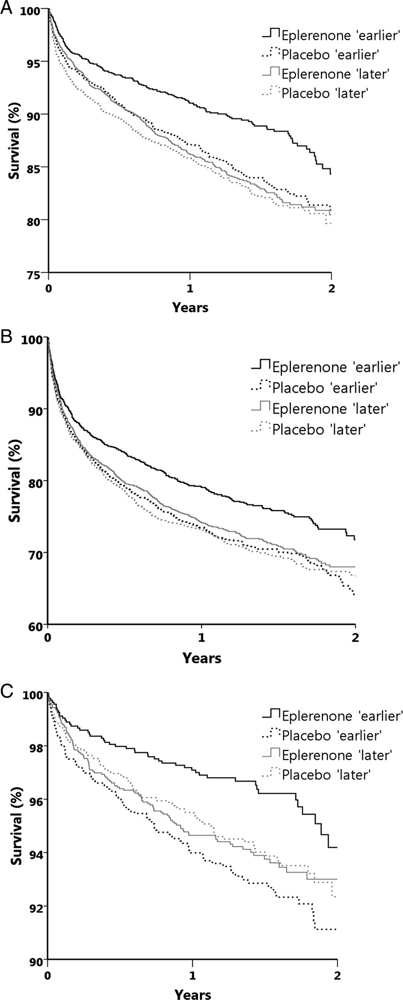 A
100
95
90
85
80
75
Survival (%)
Eplerenone 'earlier'
Placebo 'earlier'
Eplerenone 'later'
Placebo 'later'
0 1 2
Years
B
100
90
80
70
60
Survival (%)
Eplerenone 'earlier'
Placebo 'earlier'
Eplerenone 'later'
Placebo 'later'
0 1 2
Years
C
100
98
96
94
92
90
Survival (%)
Eplerenone 'earlier'
Placebo 'earlier'
Eplerenone 'later'
Placebo 'later'
0 1 2
Years